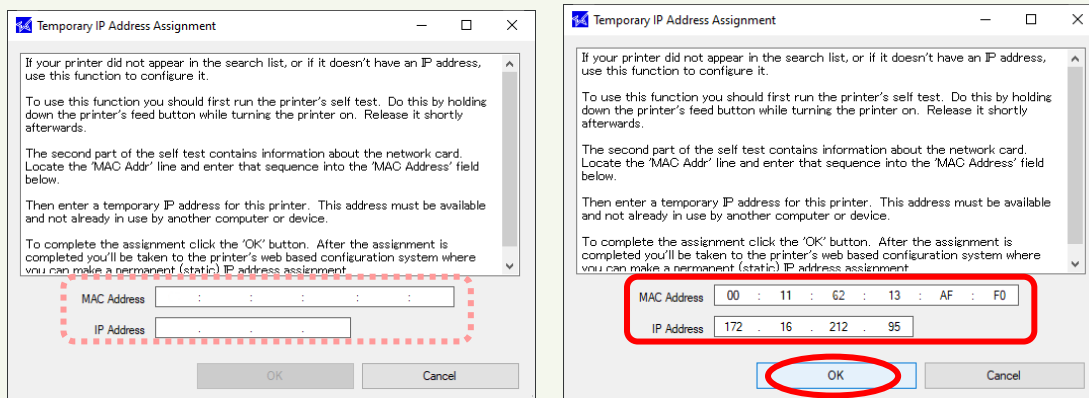 Temporary IP Address Assignment
If your printer did not appear in the search list, or if it doesn't have an IP address,
use this function to configure it.
To use this function you should first run the printer's self test. Do this by holding
down the printer's feed button while turning the printer on. Release it shortly
afterwards.
The second part of the self test contains information about the network card.
Locate the 'MAC Addr' line and enter that sequence into the 'MAC Address' field
below.
Then enter a temporary IP address for this printer. This address must be available
and not already in use by another computer or device.
To complete the assignment click the 'OK' button. After the assignment is
completed you'll be taken to the printer's web based configuration system where
you can make a permanent (static) IP address assignment.
MAC Address : : : : :
IP Address . . .
OK Cancel
Temporary IP Address Assignment
If your printer did not appear in the search list, or if it doesn't have an IP address,
use this function to configure it.
To use this function you should first run the printer's self test. Do this by holding
down the printer's feed button while turning the printer on. Release it shortly
afterwards.
The second part of the self test contains information about the network card.
Locate the 'MAC Addr' line and enter that sequence into the 'MAC Address' field
below.
Then enter a temporary IP address for this printer. This address must be available
and not already in use by another computer or device.
To complete the assignment click the 'OK' button. After the assignment is
completed you'll be taken to the printer's web based configuration system where
you can make a permanent (static) IP address assignment.
MAC Address 00 : 11 : 62 : 13 : AF : F0
IP Address 172 . 16 . 212 . 95
OK Cancel